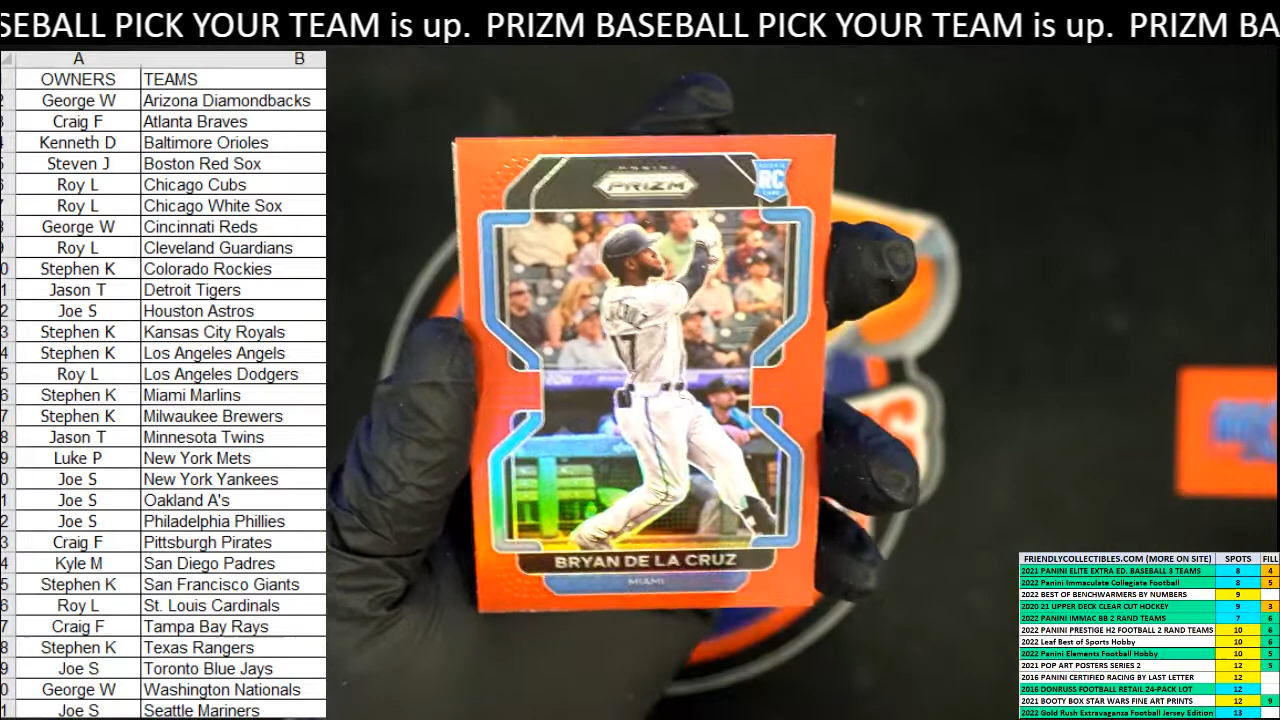 SEBALL PICK YOUR TEAM is up. PRIZM BASEBALL PICK YOUR TEAM is up. PRIZM BA
A B
OWNERS TEAMS
George W Arizona Diamondbacks
Craig F Atlanta Braves
Kenneth D Baltimore Orioles
Steven J Boston Red Sox
Roy L Chicago Cubs
Roy L Chicago White Sox
George W Cincinnati Reds
Roy L Cleveland Guardians
Stephen K Colorado Rockies
Jason T Detroit Tigers
Joe S Houston Astros
Stephen K Kansas City Royals
Stephen K Los Angeles Angels
Roy L Los Angeles Dodgers
Stephen K Miami Marlins
Stephen K Milwaukee Brewers
Jason T Minnesota Twins
Luke P New York Mets
Joe S New York Yankees
Joe S Oakland A's
Joe S Philadelphia Phillies
Craig F Pittsburgh Pirates
Kyle M San Diego Padres
Stephen K San Francisco Giants
Roy L St. Louis Cardinals
Craig F Tampa Bay Rays
Stephen K Texas Rangers
Joe S Toronto Blue Jays
George W Washington Nationals
Joe S Seattle Mariners
PANINI
PRIZM
ROOKIE
RC
CARD
17
BRYAN DE LA CRUZ
MIAMI
FRIENDLYCOLLECTIBLES.COM (MORE ON SITE) SPOTS FILL
2021 PANINI ELITE EXTRA ED. BASEBALL 3 TEAMS 8 4
2022 Panini Immaculate Collegiate Football 8 5
2022 BEST OF BENCHWARMERS BY NUMBERS 9
2020 21 UPPER DECK CLEAR CUT HOCKEY 9 3
2022 PANINI IMMAC BB 2 RAND TEAMS 7 6
2022 PANINI PRESTIGE H2 FOOTBALL 2 RAND TEAMS 10 6
2022 Leaf Best of Sports Hobby 10 6
2022 Panini Elements Football Hobby 10 5
2021 POP ART POSTERS SERIES 2 12 5
2016 PANINI CERTIFIED RACING BY LAST LETTER 12
2016 DONRUSS FOOTBALL RETAIL 24-PACK LOT 12
2021 BOOTY BOX STAR WARS FINE ART PRINTS 12 9
2022 Gold Rush Extravaganza Football Jersey Edition 13